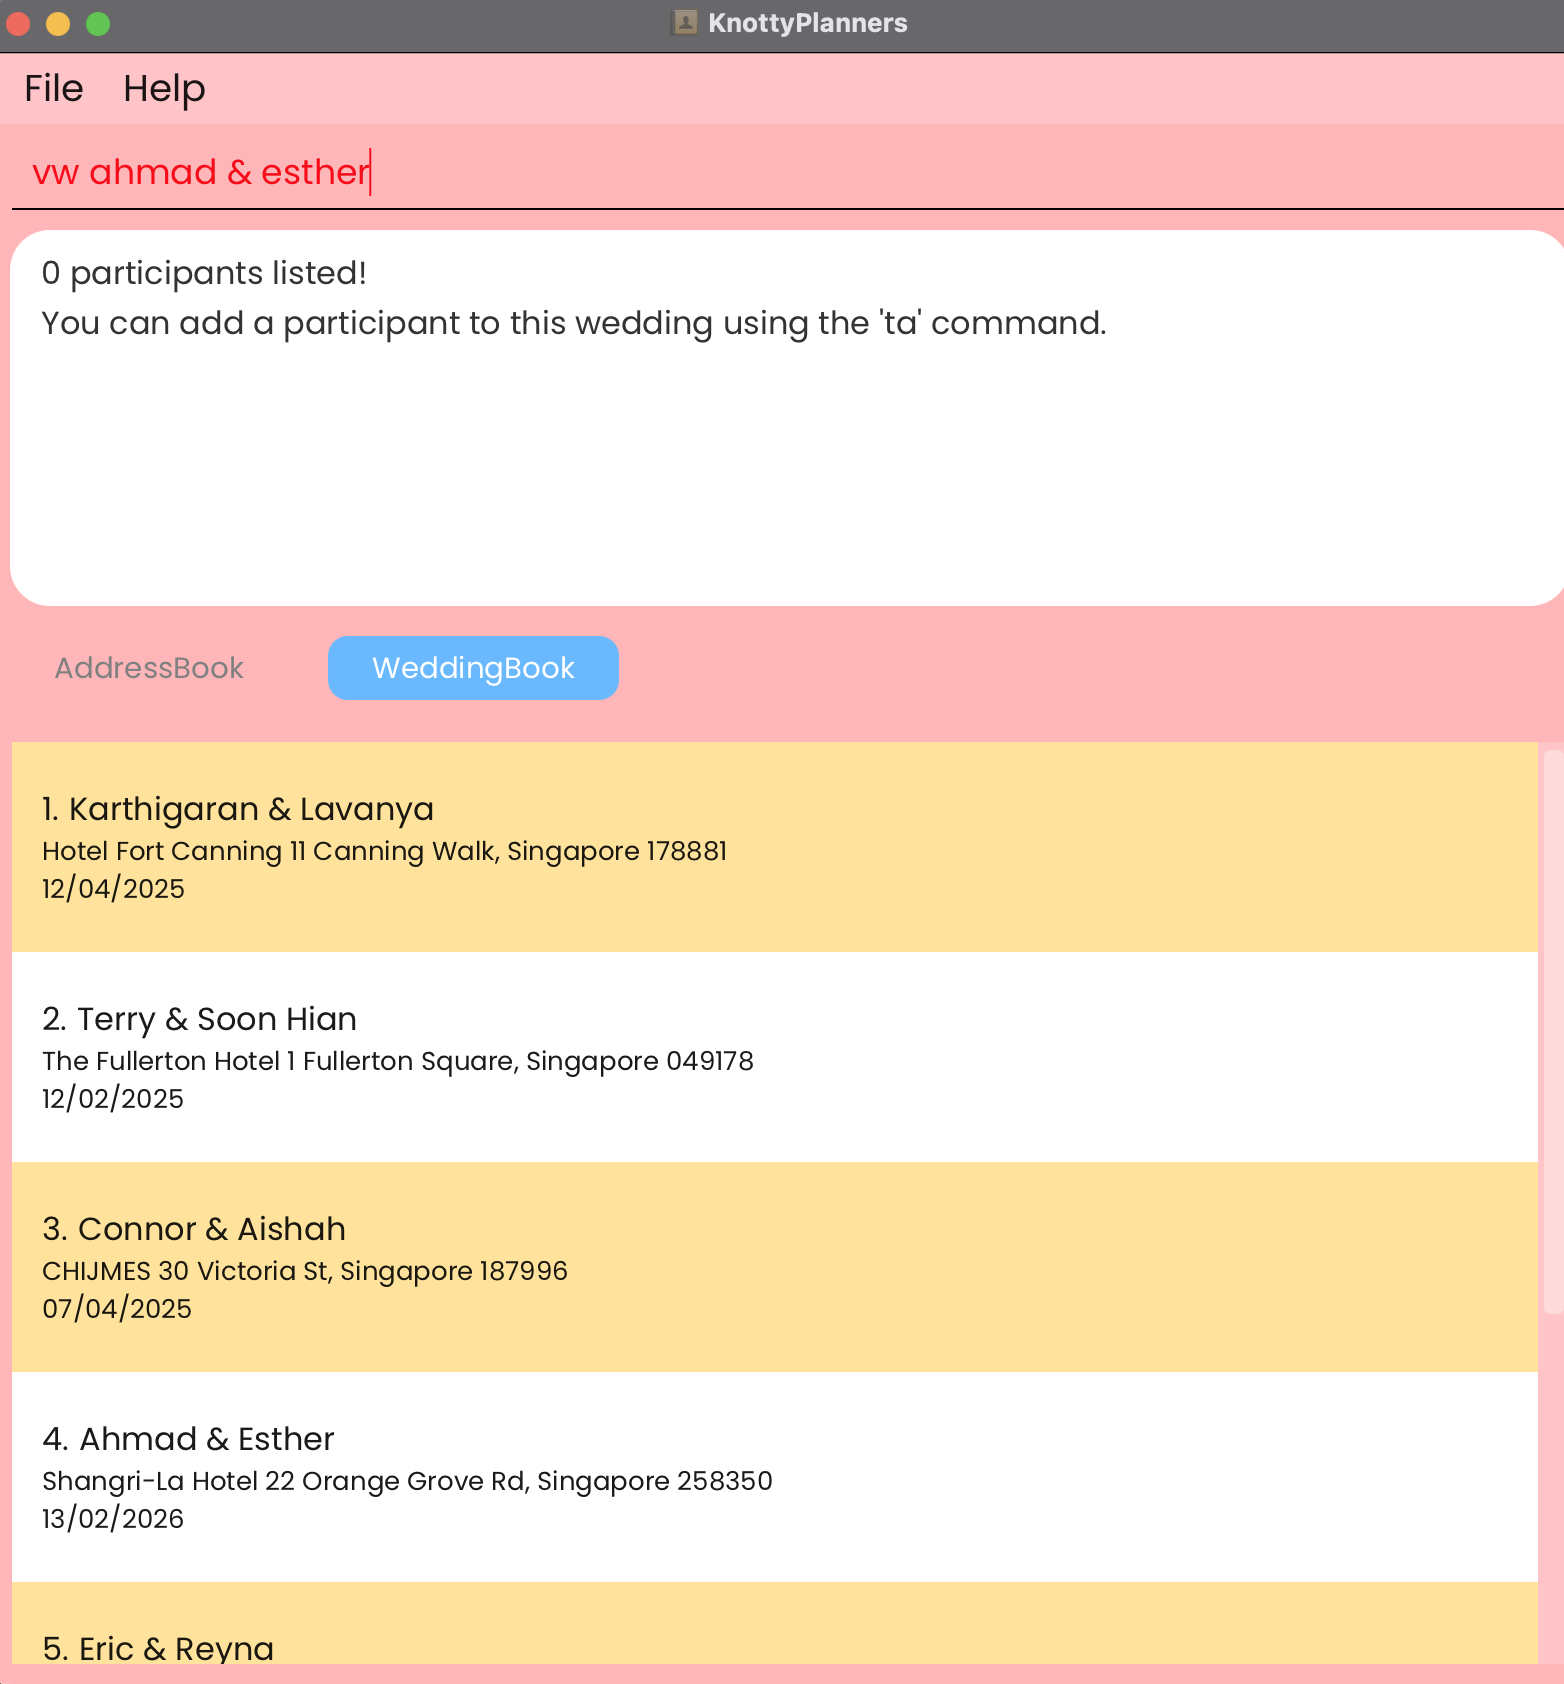 KnottyPlanners
File Help
vw ahmad & esther
0 participants listed!
You can add a participant to this wedding using the 'ta' command.
AddressBook WeddingBook
1. Karthigaran & Lavanya
Hotel Fort Canning 11 Canning Walk, Singapore 178881
12/04/2025
2. Terry & Soon Hian
The Fullerton Hotel 1 Fullerton Square, Singapore 049178
12/02/2025
3. Connor & Aishah
CHIJMES 30 Victoria St, Singapore 187996
07/04/2025
4. Ahmad & Esther
Shangri-La Hotel 22 Orange Grove Rd, Singapore 258350
13/02/2026
5. Eric & Reyna